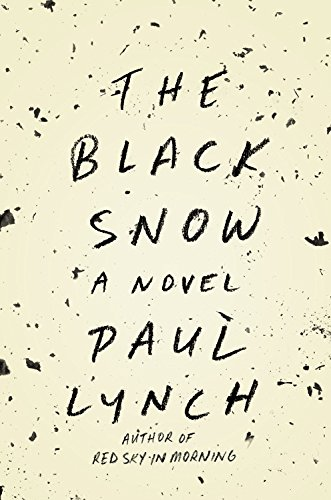 THE
BLACK
SNOW
A NOVEL
PAUL
LYNCH
AUTHOR OF
RED SKY IN MORNING